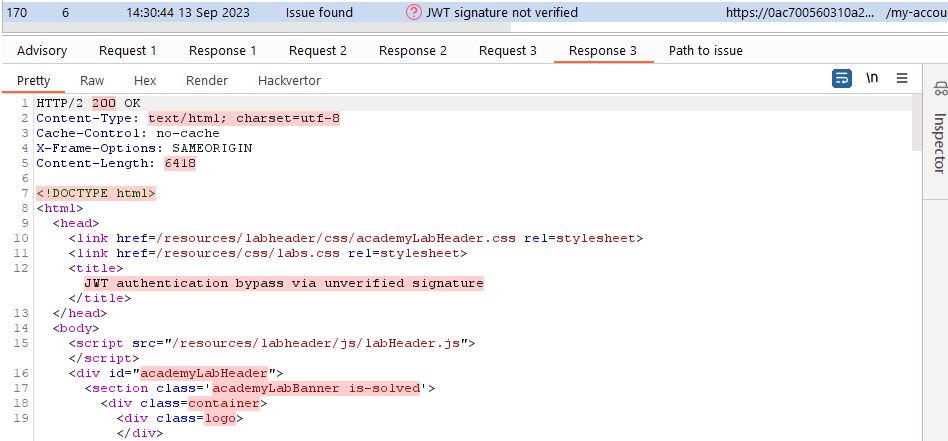 170 6 14:30:44 13 Sep 2023 Issue found JWT signature not verified https://0ac700560310a2... /my-accou
Advisory Request 1 Response 1 Request 2 Response 2 Request 3 Response 3 Path to issue
Pretty Raw Hex Render Hackvertor \n
Inspector
1 HTTP/2 200 OK
2 Content-Type: text/html; charset=utf-8
3 Cache-Control: no-cache
4 X-Frame-Options: SAMEORIGIN
5 Content-Length: 6418
6
7 <!DOCTYPE html>
8 <html>
9 <head>
10 <link href=/resources/labheader/css/academyLabHeader.css rel=stylesheet>
11 <link href=/resources/css/labs.css rel=stylesheet>
12 <title>
JWT authentication bypass via unverified signature
</title>
13 </head>
14 <body>
15 <script src="/resources/labheader/js/labHeader.js">
</script>
16 <div id="academyLabHeader">
17 <section class='academyLabBanner is-solved'>
18 <div class=container>
19 <div class=logo>
</div>